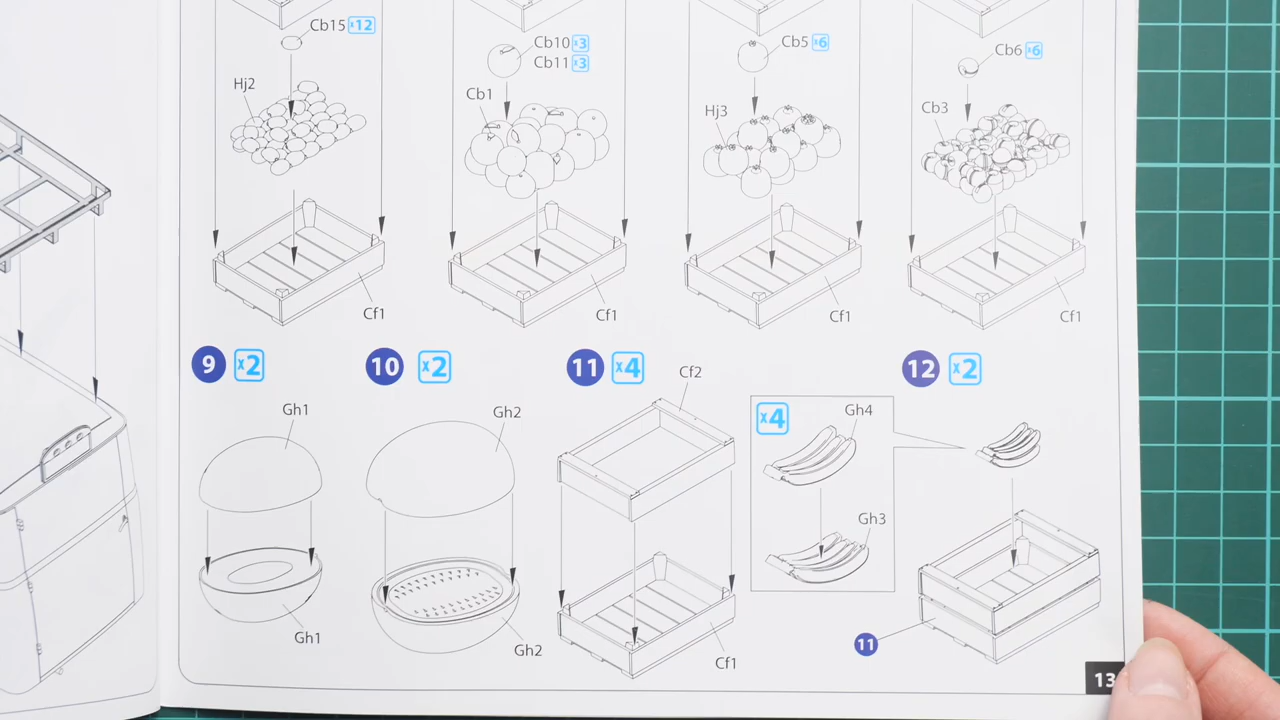 Cb15 x12
Hj2
Cf1
Cb10 x3
Cb11 x3
Cb1
Cf1
Cb5 x6
Hj3
Cf1
Cb6 x6
Cb3
Cf1
9 x2
Gh1
Gh1
10 x2
Gh2
Gh2
11 x4
Cf2
Cf1
12 x2
x4
Gh4
Gh3
11
13